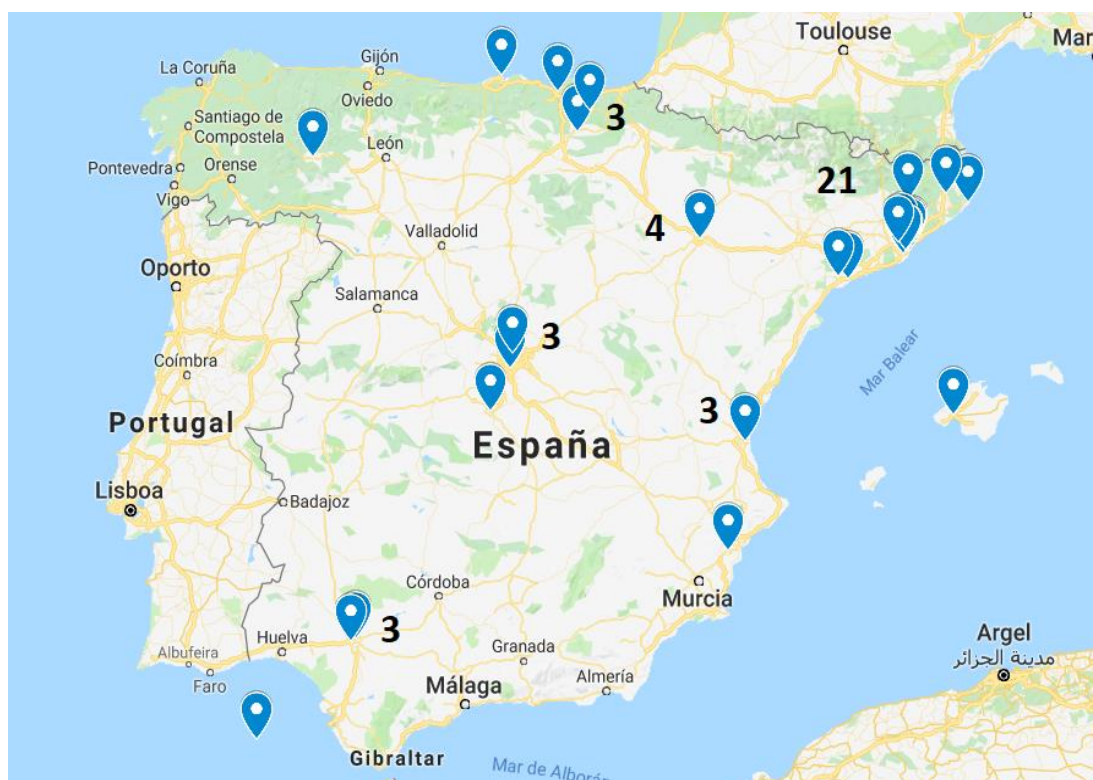 Toulouse
Mar
Gijón
La Coruña
Oviedo
Santiago de
Compostela
3
León
Pontevedra
Orense
Vigo
21
4
Valladolid
Oporto
Salamanca
3
Mar Balear
Coímbra
Portugal
3
España
Lisboa
Badajoz
Córdoba
Murcia
3
Huelva
Argel
مدينة الجزائر
Albufeira
Granada
Faro
Almería
Málaga
Gibraltar
Mar de Alborán